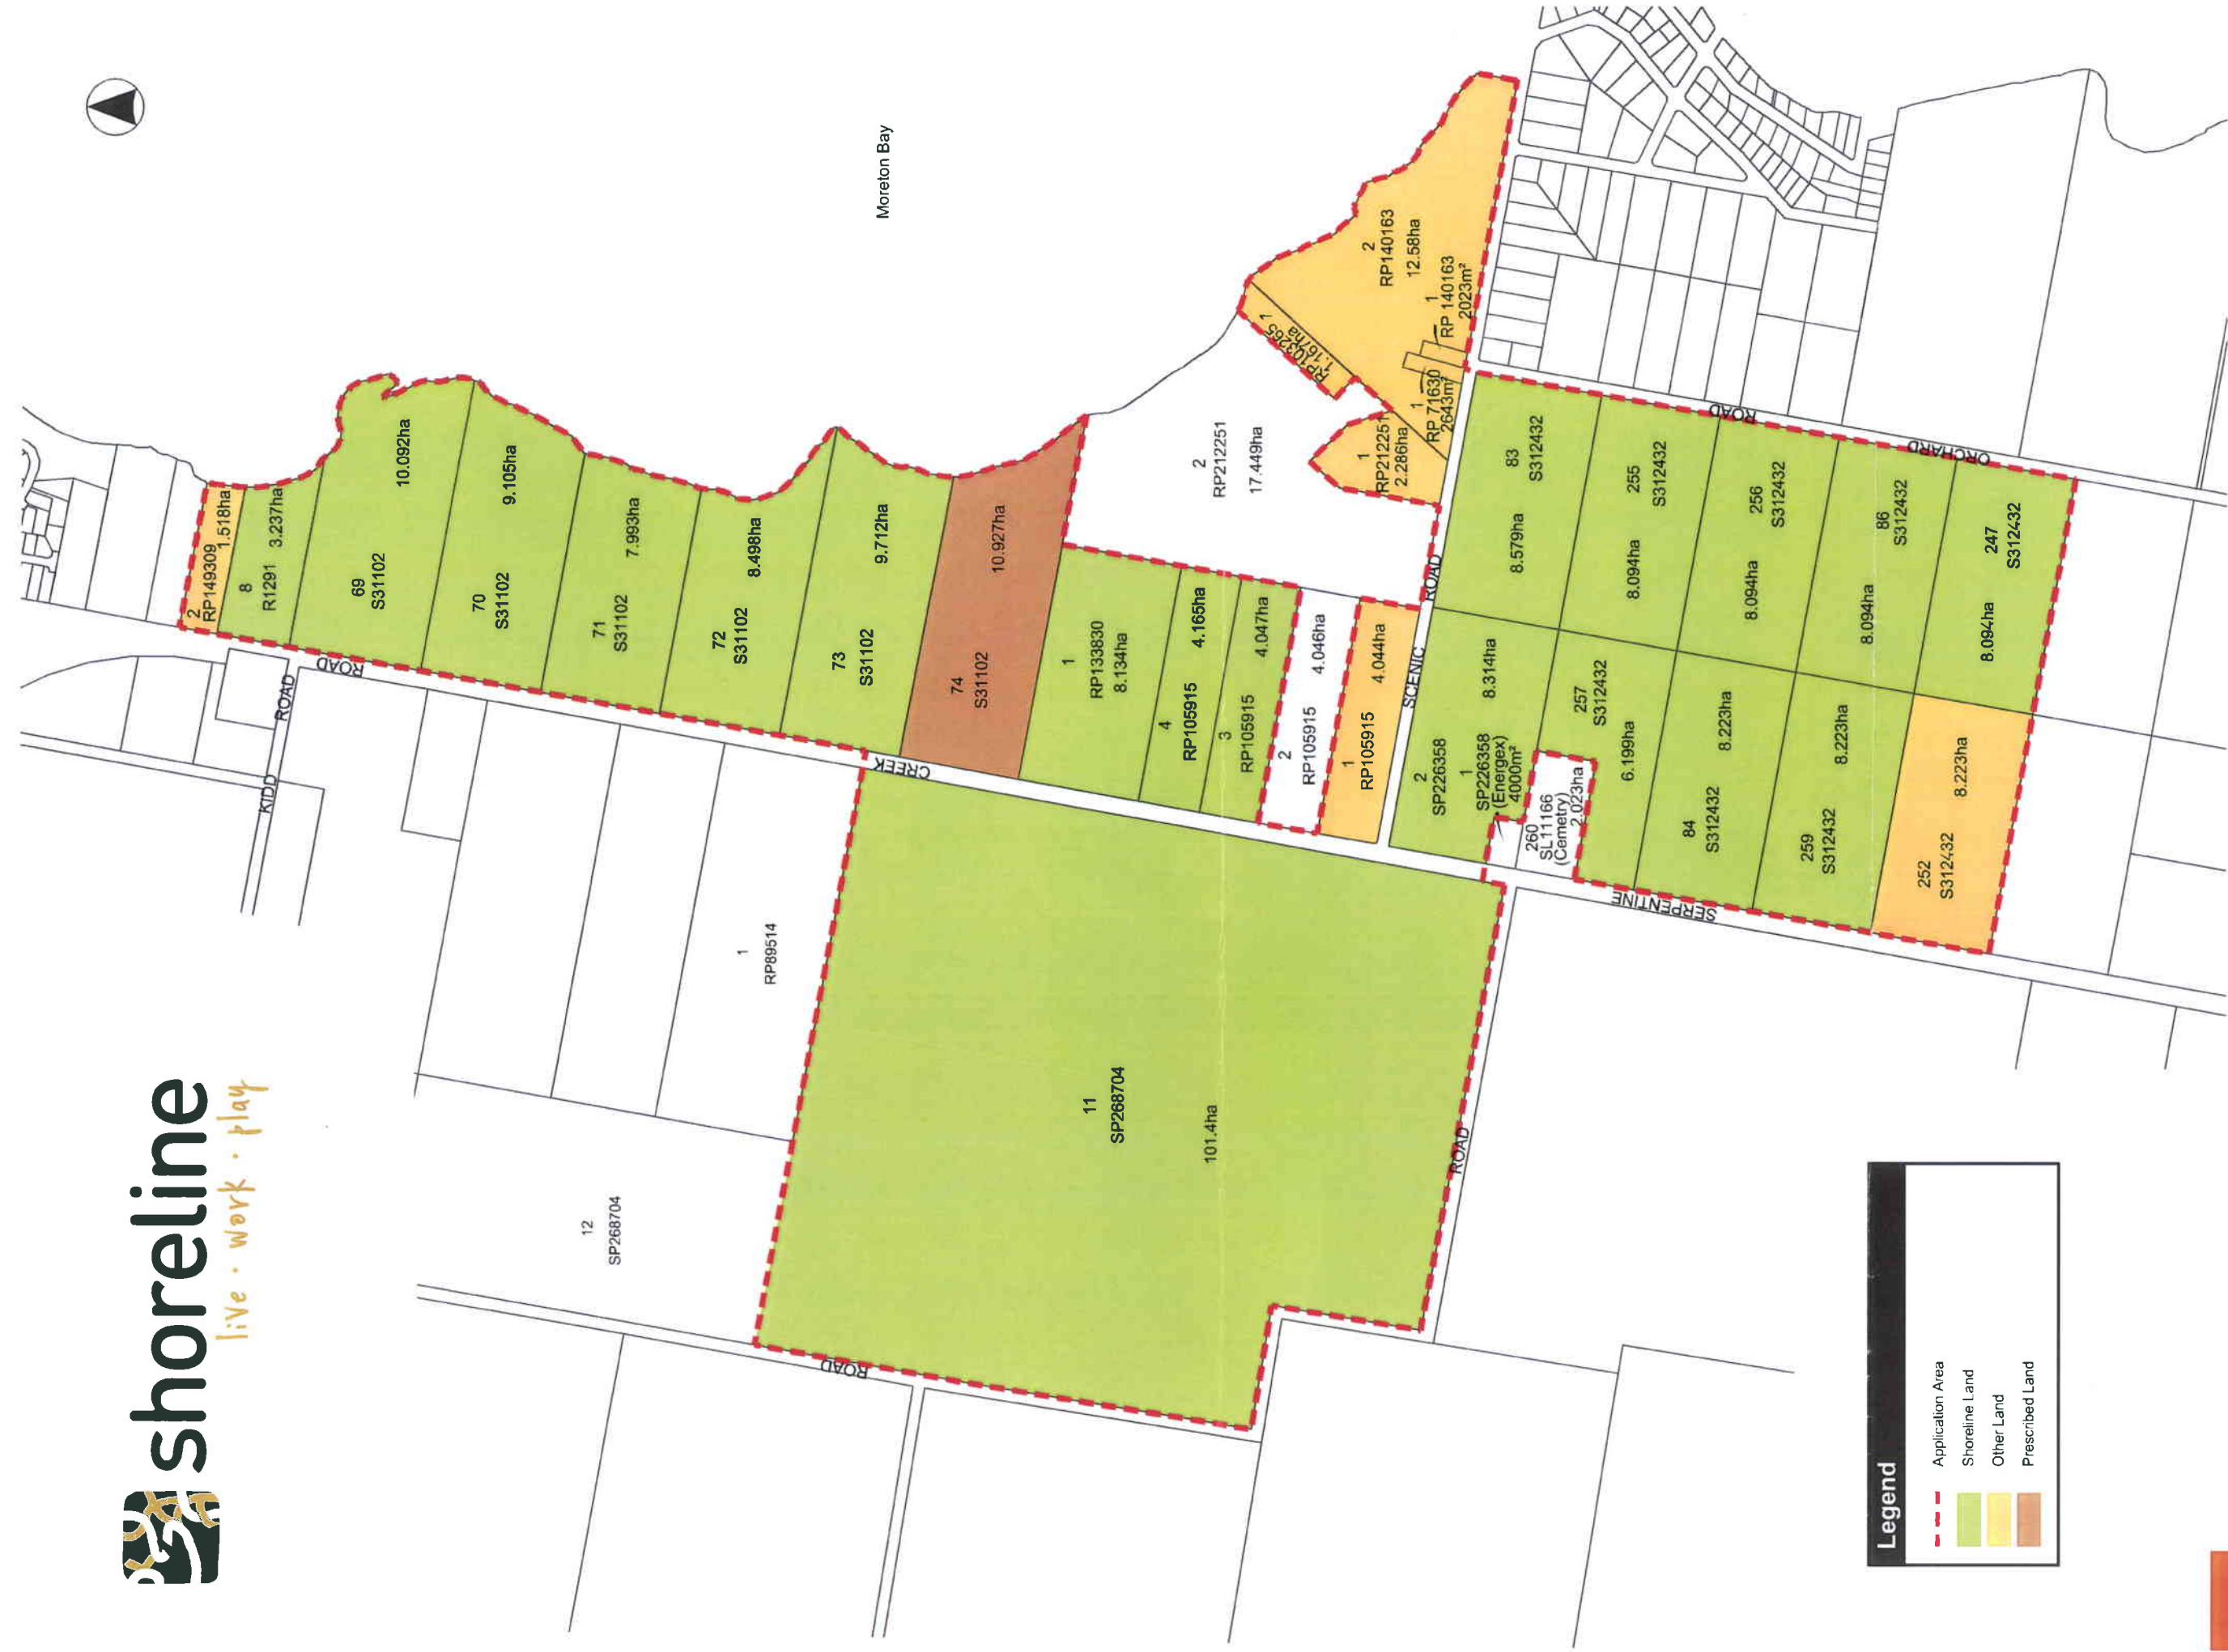 shoreline
live · work · play
Moreton Bay
2
RP149309
1.518ha
8
R1291
3.237ha
69
S31102
10.092ha
70
S31102
9.105ha
71
S31102
7.993ha
72
S31102
8.498ha
73
S31102
9.712ha
74
S31102
10.927ha
1
RP133830
8.134ha
4
RP105915
4.165ha
3
RP105915
4.047ha
2
RP105915
4.046ha
1
RP105915
4.044ha
2
RP212251
17.449ha
1
RP212251
2.286ha
1
RP103265
1.167ha
2
RP140163
12.58ha
1
RP 140163
2023m²
1
RP 71630
2643m²
KIDD
ROAD
ROAD
CREEK
SCENIC
ROAD
12
SP268704
1
RP89514
11
SP268704
101.4ha
ROAD
ROAD
2
SP226358
8.314ha
1
SP226358
(Energex)
4000m²
260
SL11166
(Cemetry)
2.023ha
257
S312432
6.199ha
84
S312432
8.223ha
259
S312432
8.223ha
252
S312432
8.223ha
83
S312432
8.579ha
255
S312432
8.094ha
256
S312432
8.094ha
86
S312432
8.094ha
247
S312432
8.094ha
SERPENTINE
ROAD
ORCHARD
Legend
Application Area
Shoreline Land
Other Land
Prescribed Land